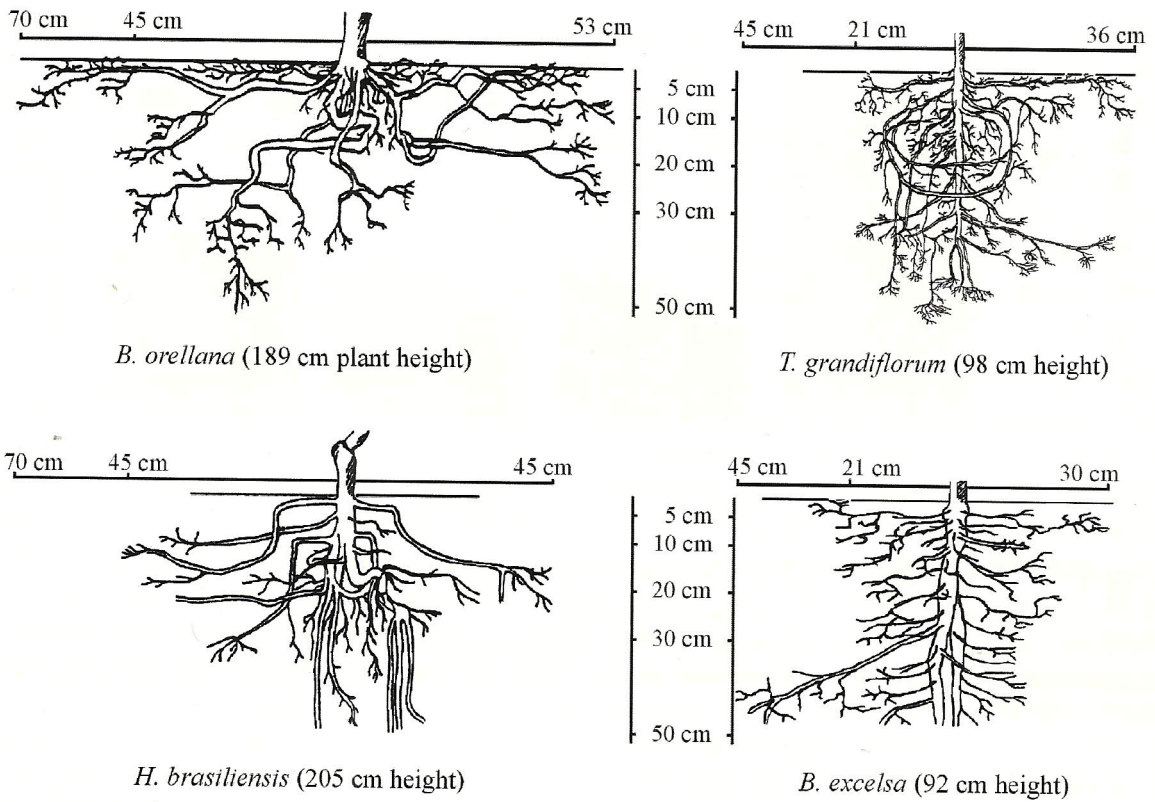 70 cm 45 cm 53 cm
45 cm 21 cm 36 cm
5 cm
10 cm
20 cm
30 cm
50 cm
B. orellana (189 cm plant height)
T. grandiflorum (98 cm height)
70 cm 45 cm 45 cm
45 cm 21 cm 30 cm
5 cm
10 cm
20 cm
30 cm
50 cm
H. brasiliensis (205 cm height)
B. excelsa (92 cm height)